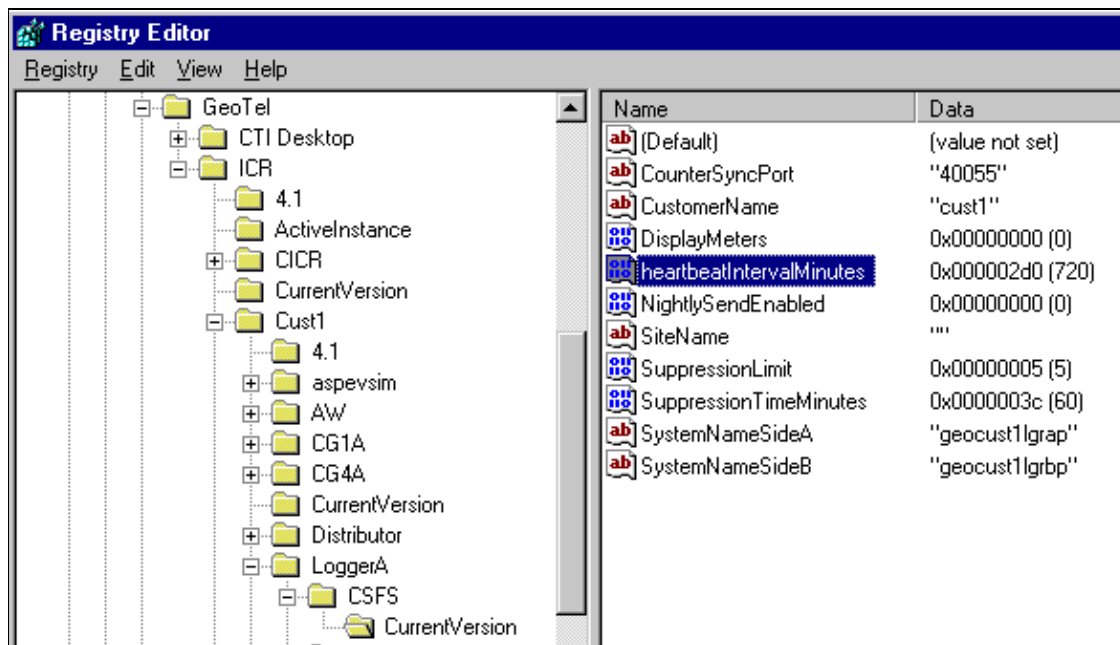 Registry Editor
Registry Edit View Help
GeoTel
CTI Desktop
ICR
4.1
ActiveInstance
CICR
CurrentVersion
Cust1
4.1
aspevsim
AW
CG1A
CG4A
CurrentVersion
Distributor
LoggerA
CSFS
CurrentVersion
Name Data
(Default) (value not set)
CounterSyncPort "40055"
CustomerName "cust1"
DisplayMeters 0x00000000 (0)
heartbeatIntervalMinutes 0x000002d0 (720)
NightlySendEnabled 0x00000000 (0)
SiteName ""
SuppressionLimit 0x00000005 (5)
SuppressionTimeMinutes 0x0000003c (60)
SystemNameSideA "geocust1lgrap"
SystemNameSideB "geocust1lgrbp"